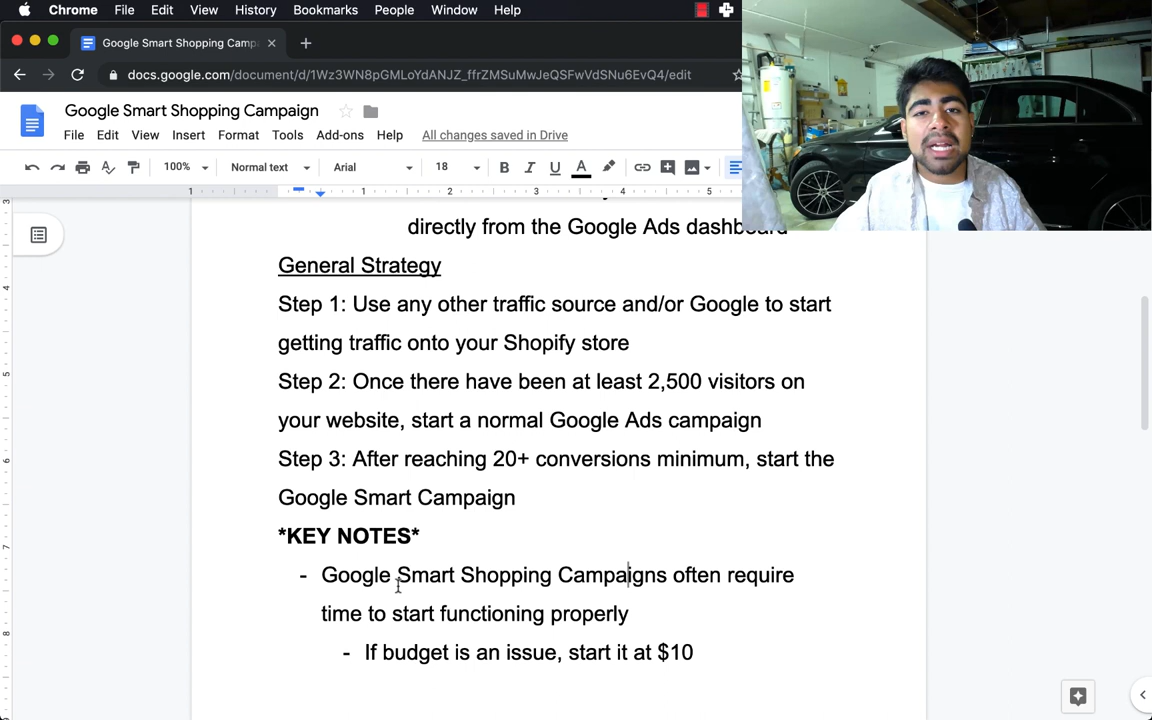 Chrome File Edit View History Bookmarks People Window Help
Google Smart Shopping Camp
docs.google.com/document/d/1Wz3WN8pGMLoYdANJZ_ffrZMSuMwJeQSFwVdSNu6EvQ4/edit
Google Smart Shopping Campaign
File Edit View Insert Format Tools Add-ons Help All changes saved in Drive
100% Normal text Arial 18 B I U A
1 1 2 3 4 5
directly from the Google Ads dashboard
General Strategy
Step 1: Use any other traffic source and/or Google to start
getting traffic onto your Shopify store
Step 2: Once there have been at least 2,500 visitors on
your website, start a normal Google Ads campaign
Step 3: After reaching 20+ conversions minimum, start the
Google Smart Campaign
*KEY NOTES*
- Google Smart Shopping Campaigns often require
time to start functioning properly
- If budget is an issue, start it at $10